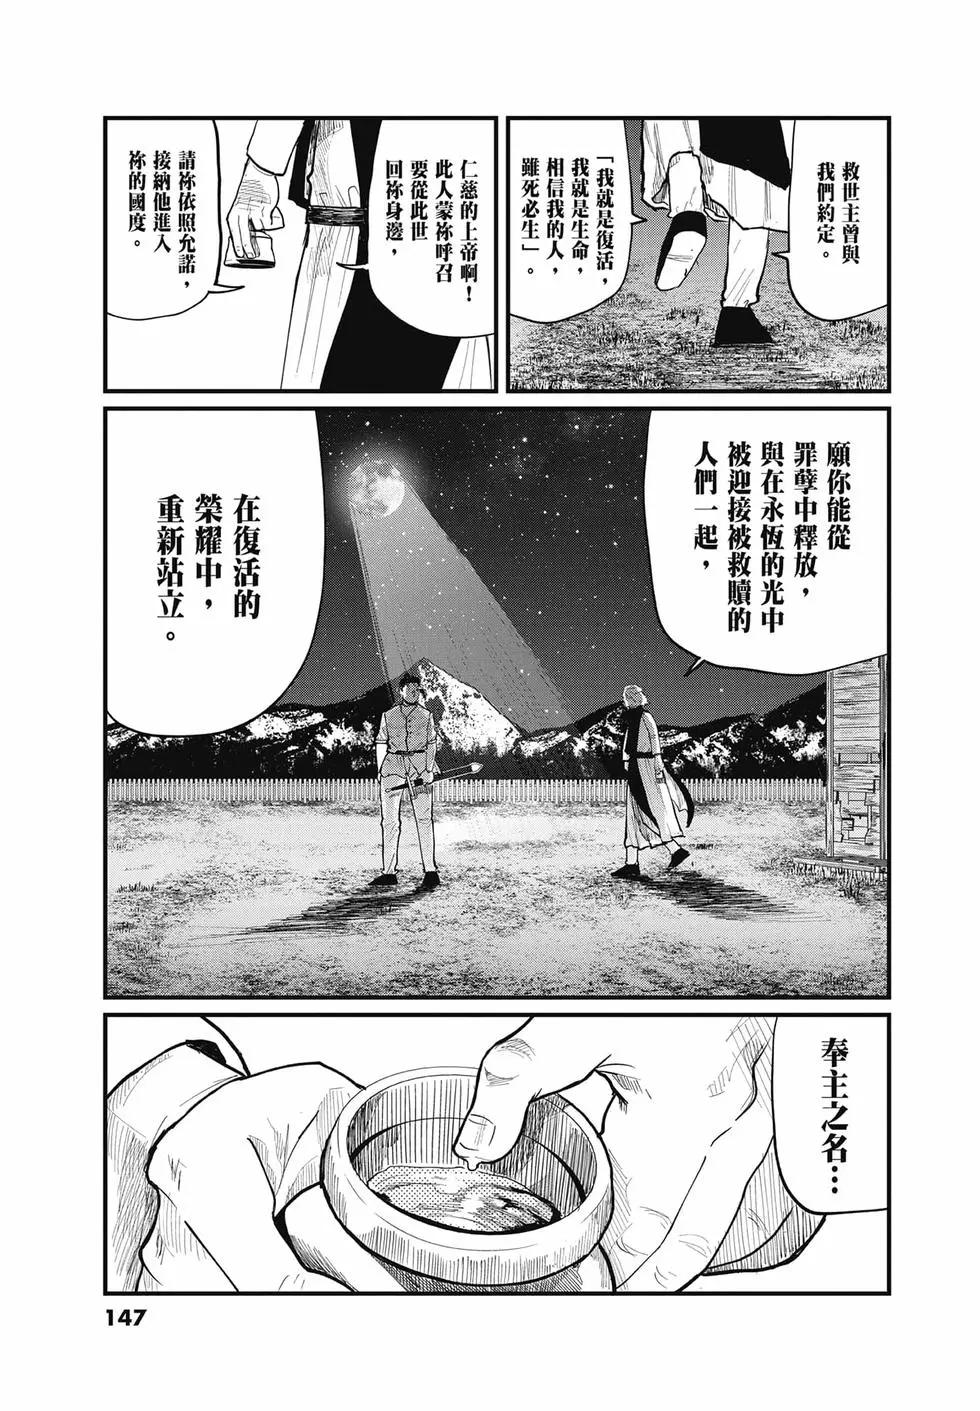 救世主曾與
我們約定。
「我就是復活，
我就是生命，
相信我的人，
雖死必生」。
仁慈的上帝啊！
此人蒙祢呼召
要從此世
回祢身邊，
請祢依照允諾，
接納他進入
祢的國度。
願你能從
罪孽中釋放，
與在永恆的光中
被迎接被救贖的
人們一起，
在復活的
榮耀中，
重新站立。
奉主之名…
147